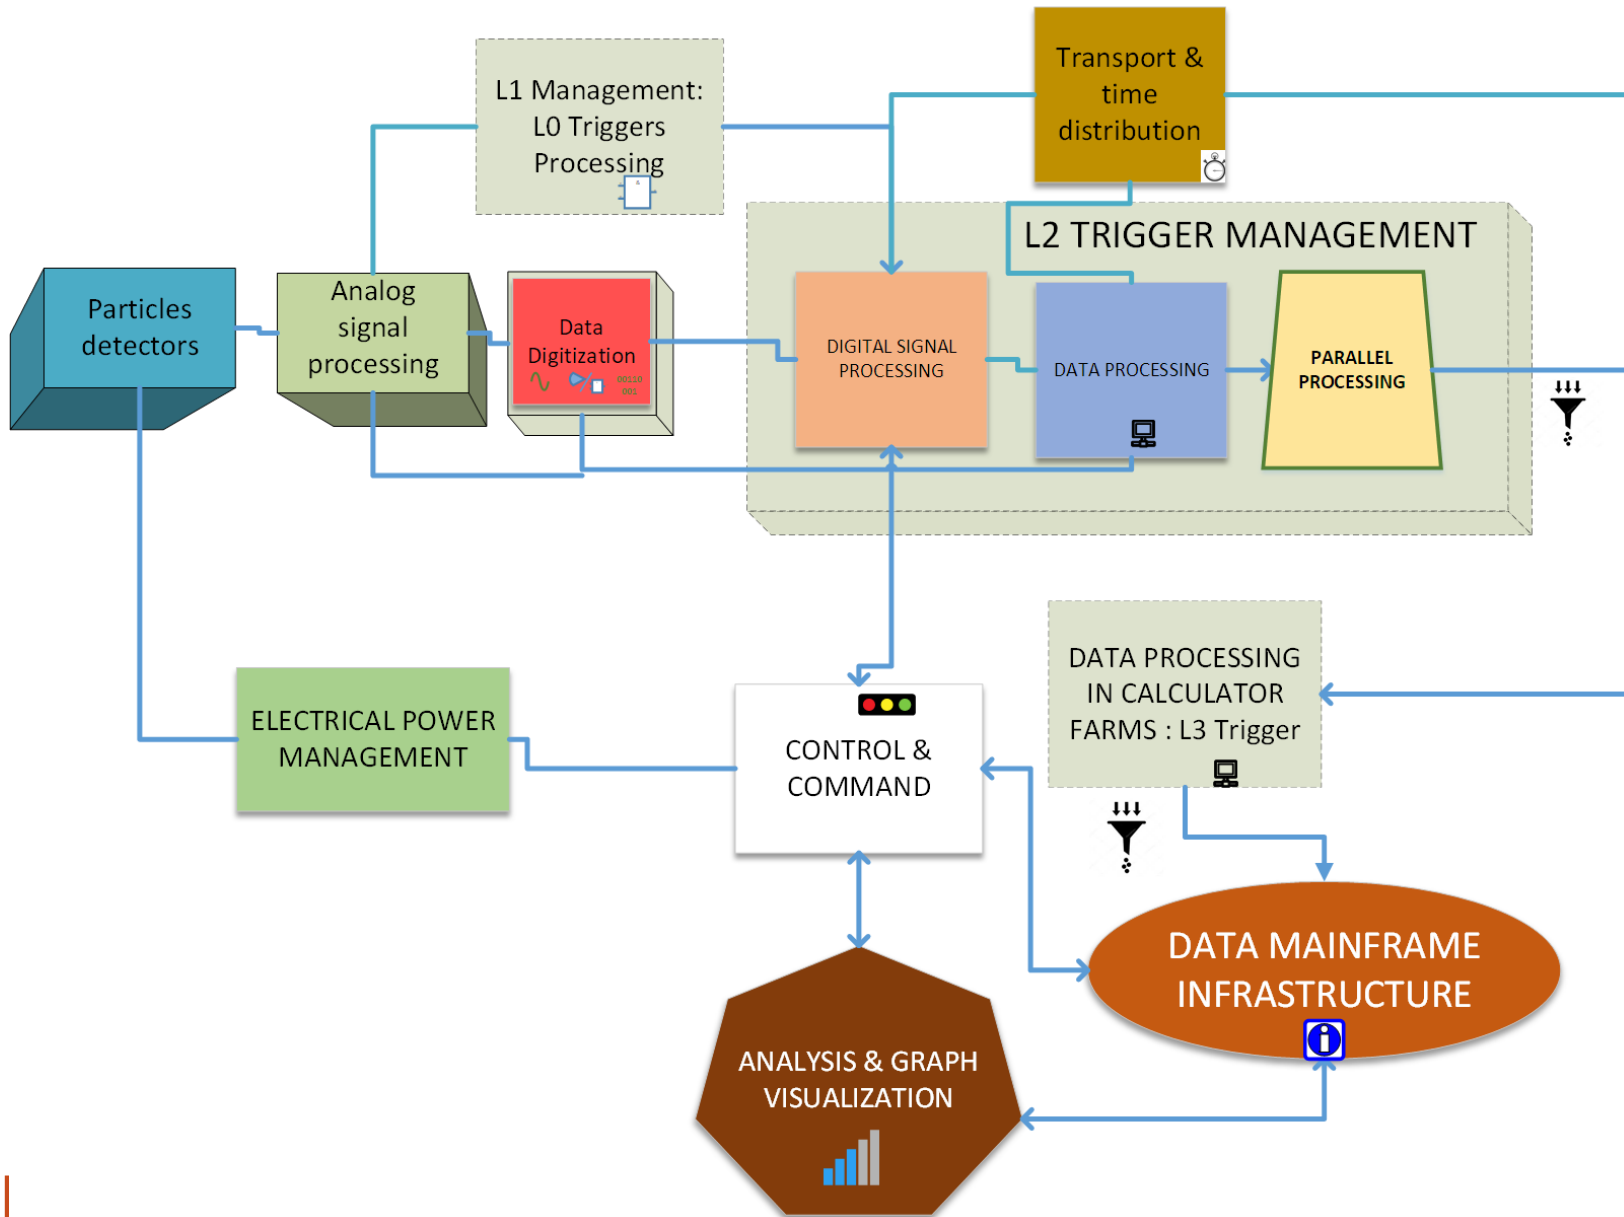 Transport &
time
distribution
L1 Management:
L0 Triggers
Processing
&
L2 TRIGGER MANAGEMENT
Particles
detectors
Analog
signal
processing
Data
Digitization
00110
001
DIGITAL SIGNAL
PROCESSING
DATA PROCESSING
PARALLEL
PROCESSING
DATA PROCESSING
IN CALCULATOR
FARMS : L3 Trigger
ELECTRICAL POWER
MANAGEMENT
CONTROL &
COMMAND
DATA MAINFRAME
INFRASTRUCTURE
i
ANALYSIS & GRAPH
VISUALIZATION